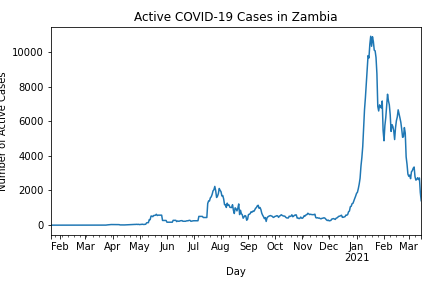 Active COVID-19 Cases in Zambia
Number of Active Cases
10000
8000
6000
4000
2000
0
Feb Mar Apr May Jun Jul Aug Sep Oct Nov Dec Jan Feb Mar
2021
Day